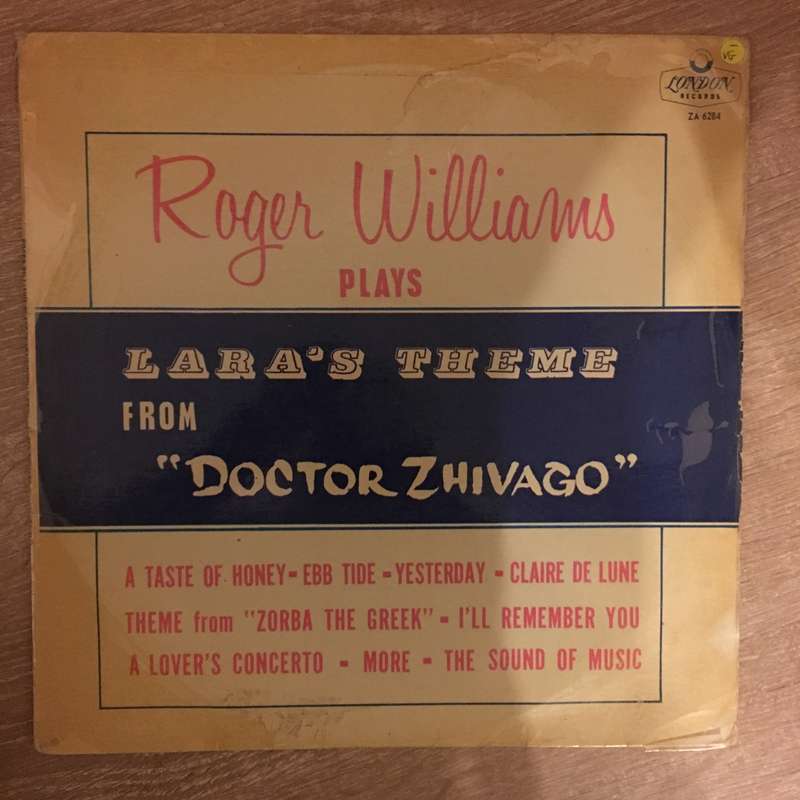 VG-
LONDON
RECORDS
ZA 6284
Roger Williams
PLAYS
LARA'S THEME
FROM
"DOCTOR ZHIVAGO"
A TASTE OF HONEY - EBB TIDE - YESTERDAY - CLAIRE DE LUNE
THEME from "ZORBA THE GREEK" - I'LL REMEMBER YOU
A LOVER'S CONCERTO - MORE - THE SOUND OF MUSIC